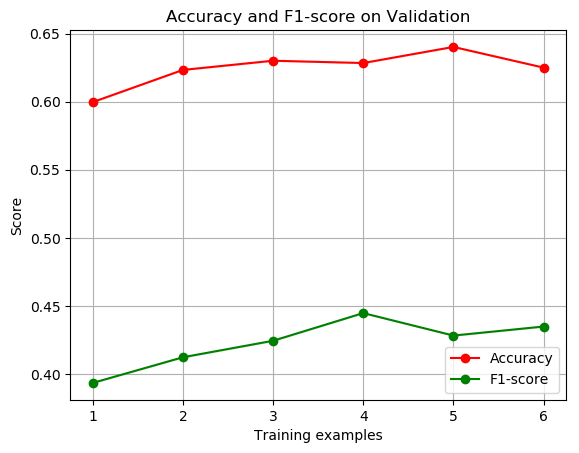 Accuracy and F1-score on Validation
0.65
0.60
0.55
0.50
0.45
0.40
Score
Accuracy
F1-score
1 2 3 4 5 6
Training examples